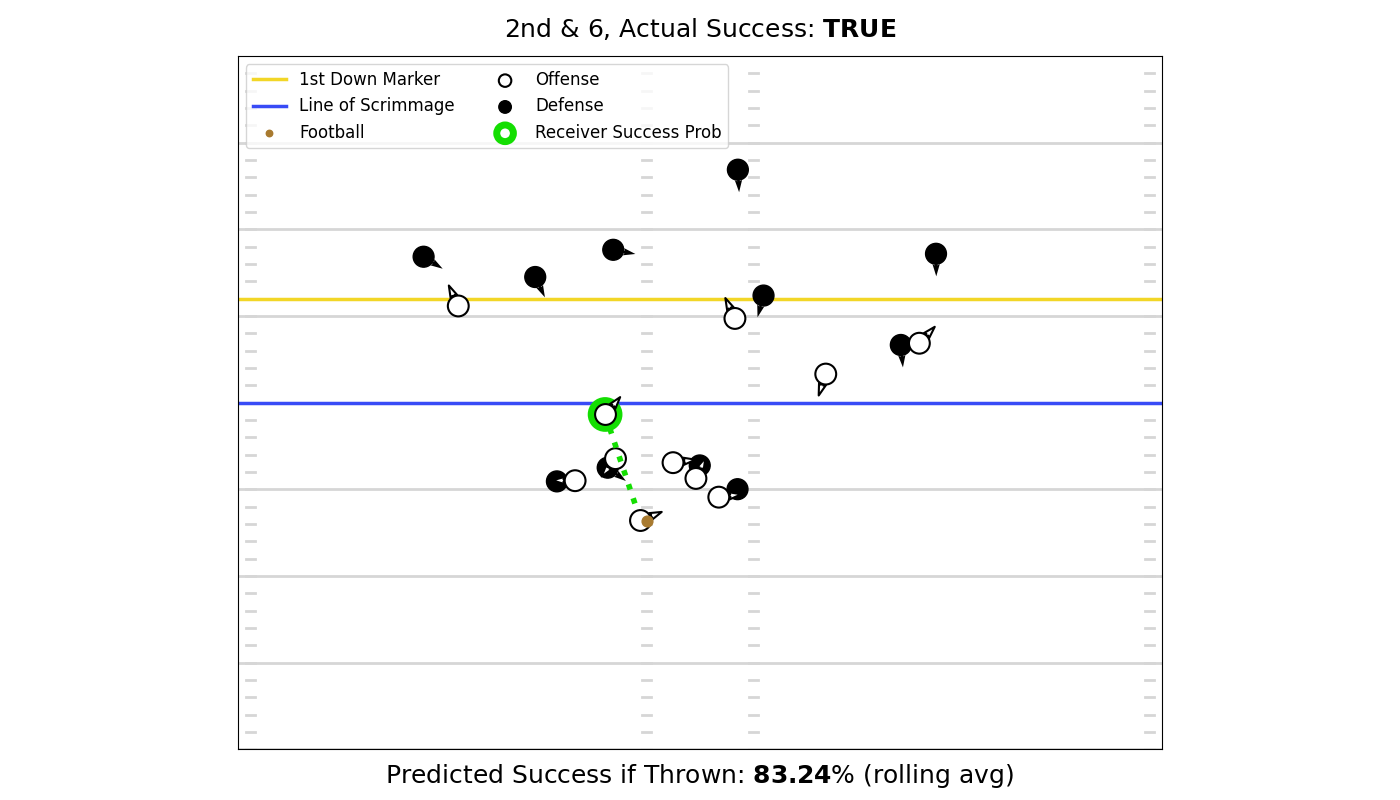 2nd & 6, Actual Success: TRUE
1st Down Marker
Line of Scrimmage
Football
Offense
Defense
Receiver Success Prob
Predicted Success if Thrown: 83.24% (rolling avg)